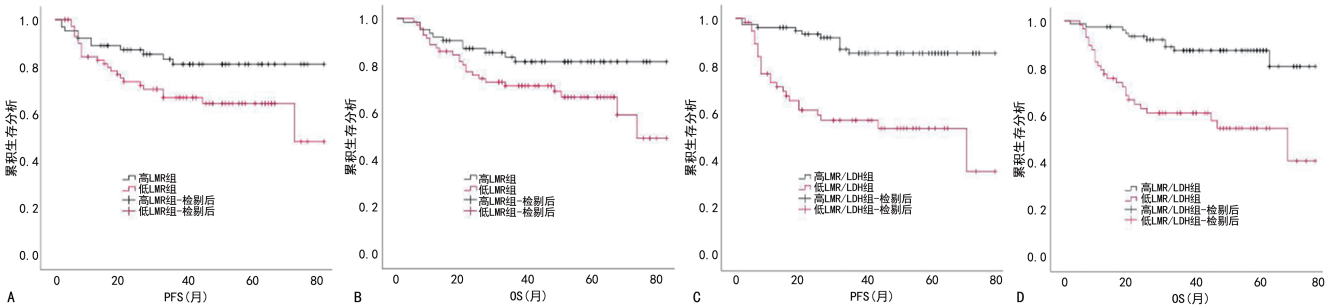 1.0
0.8
0.6
0.4
0.2
0.0
累积生存分析
高LMR组
低LMR组
高LMR组-检剔后
低LMR组-检剔后
0
20
40
60
80
PFS(月)
A
1.0
0.8
0.6
0.4
0.2
0.0
累积生存分析
高LMR组
低LMR组
高LMR组-检剔后
低LMR组-检剔后
0
20
40
60
80
OS(月)
B
1.0
0.8
0.6
0.4
0.2
0.0
累积生存分析
高LMR/LDH组
低LMR/LDH组
高LMR/LDH组-检剔后
低LMR/LDH组-检剔后
0
20
40
60
80
PFS(月)
C
1.0
0.8
0.6
0.4
0.2
0.0
累积生存分析
高LMR/LDH组
低LMR/LDH组
高LMR/LDH组-检剔后
低LMR/LDH组-检剔后
0
20
40
60
80
OS(月)
D